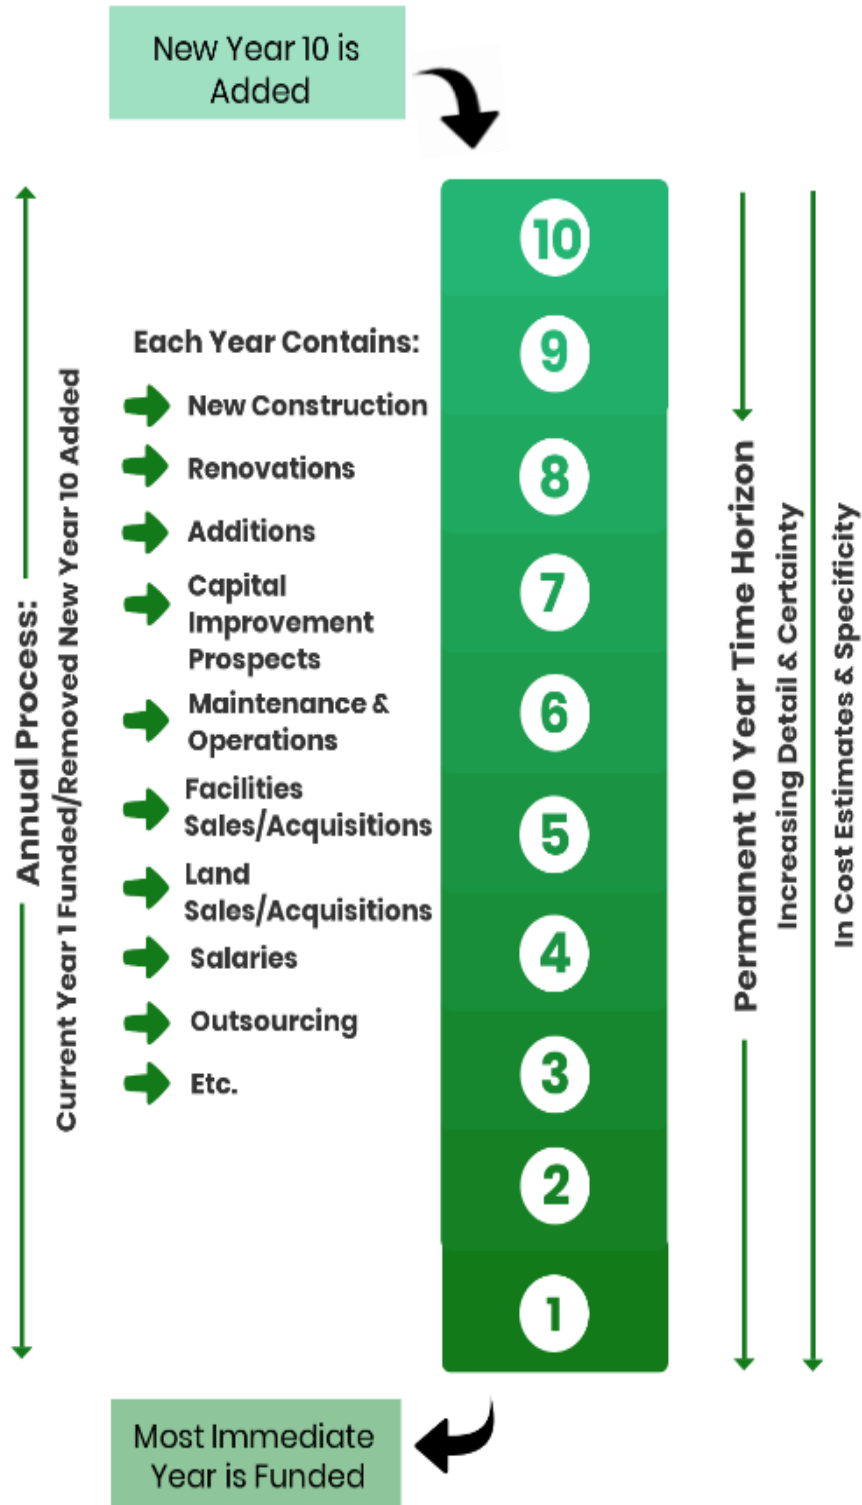 New Year 10 is
Added
Annual Process:
Current Year 1 Funded/Removed New Year 10 Added
Each Year Contains:
New Construction
Renovations
Additions
Capital
Improvement
Prospects
Maintenance &
Operations
Facilities
Sales/Acquisitions
Land
Sales/Acquisitions
Salaries
Outsourcing
Etc.
10
9
8
7
6
5
4
3
2
1
Permanent 10 Year Time Horizon
Increasing Detail & Certainty
In Cost Estimates & Specificity
Most Immediate
Year is Funded